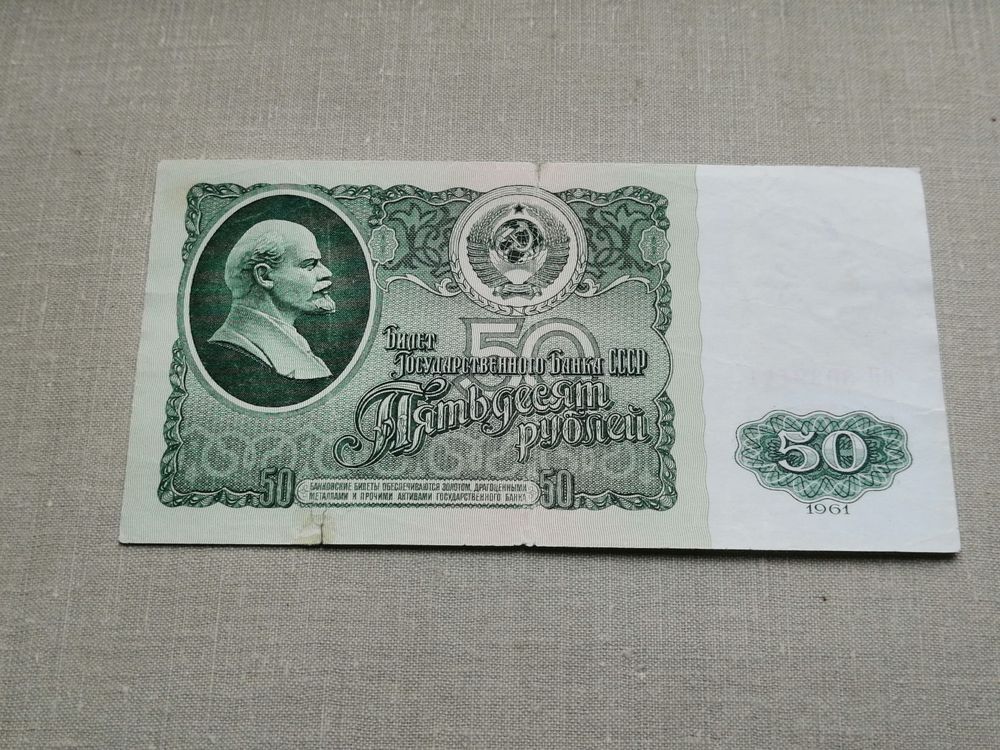 50
Билет
Государственного Банка СССР
Пятьдесят
рублей
50
БАНКОВСКИЕ БИЛЕТЫ ОБЕСПЕЧИВАЮТСЯ ЗОЛОТОМ, ДРАГОЦЕННЫМИ
МЕТАЛЛАМИ И ПРОЧИМИ АКТИВАМИ ГОСУДАРСТВЕННОГО БАНКА
50
50
1961